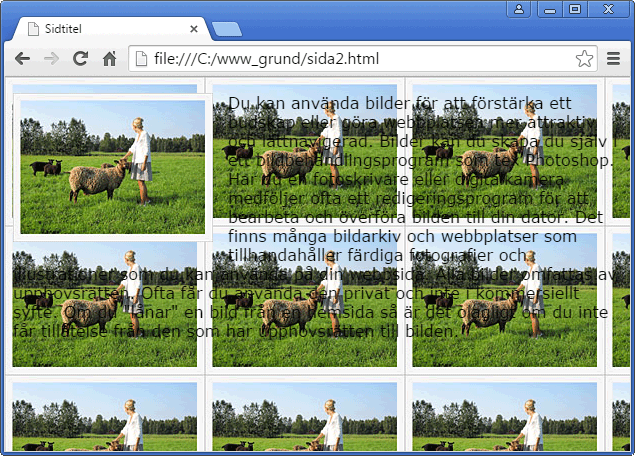 Sidtitel
file:///C:/www_grund/sida2.html
Du kan använda bilder för att förstärka ett
budskap eller göra webbplatsen mer attraktiv
och lättnavigerad. Bilder kan du skapa du själv i
ett bildbehandlingsprogram som tex Photoshop.
Har du en fotoskrivare eller digitalkamera
medföljer ofta ett redigeringsprogram för att
bearbeta och överföra bilden till din dator. Det
finns många bildarkiv och webbplatser som
tillhandahåller färdiga fotografier och
illustrationer som du kan använda på din webbsida. Alla bilder omfattas av
upphovsrätten. Ofta får du använda den privat och inte i kommersiellt
syfte. Om du "lånar" en bild från en hemsida så är det olagligt om du inte
får tillåtelse från den som har upphovsrätten till bilden.